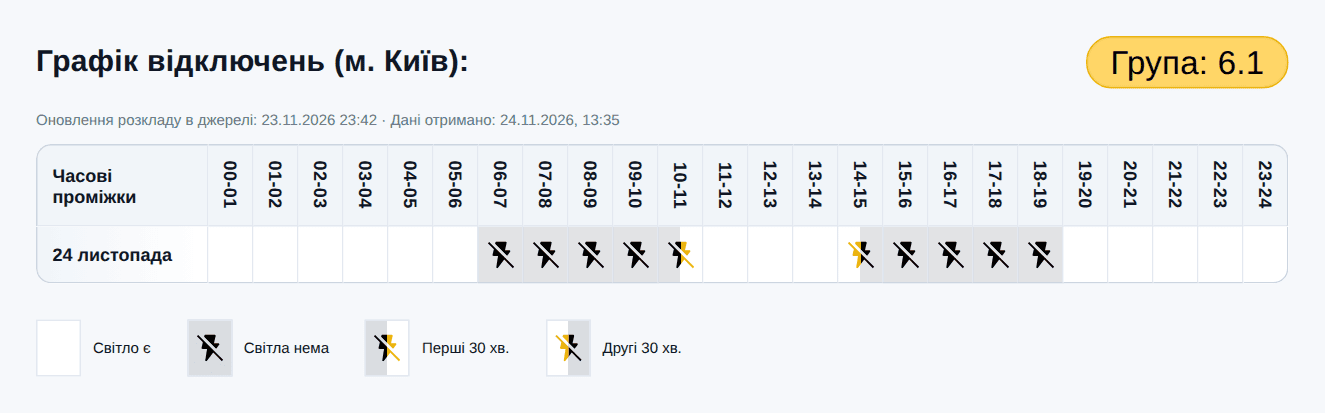 Графік відключень (м. Київ):
Група: 6.1
Оновлення розкладу в джерелі: 23.11.2026 23:42 · Дані отримано: 24.11.2026, 13:35
Часові
проміжки
00-01
01-02
02-03
03-04
04-05
05-06
06-07
07-08
08-09
09-10
10-11
11-12
12-13
13-14
14-15
15-16
16-17
17-18
18-19
19-20
20-21
21-22
22-23
23-24
24 листопада
Світло є
Світла нема
Перші 30 хв.
Другі 30 хв.